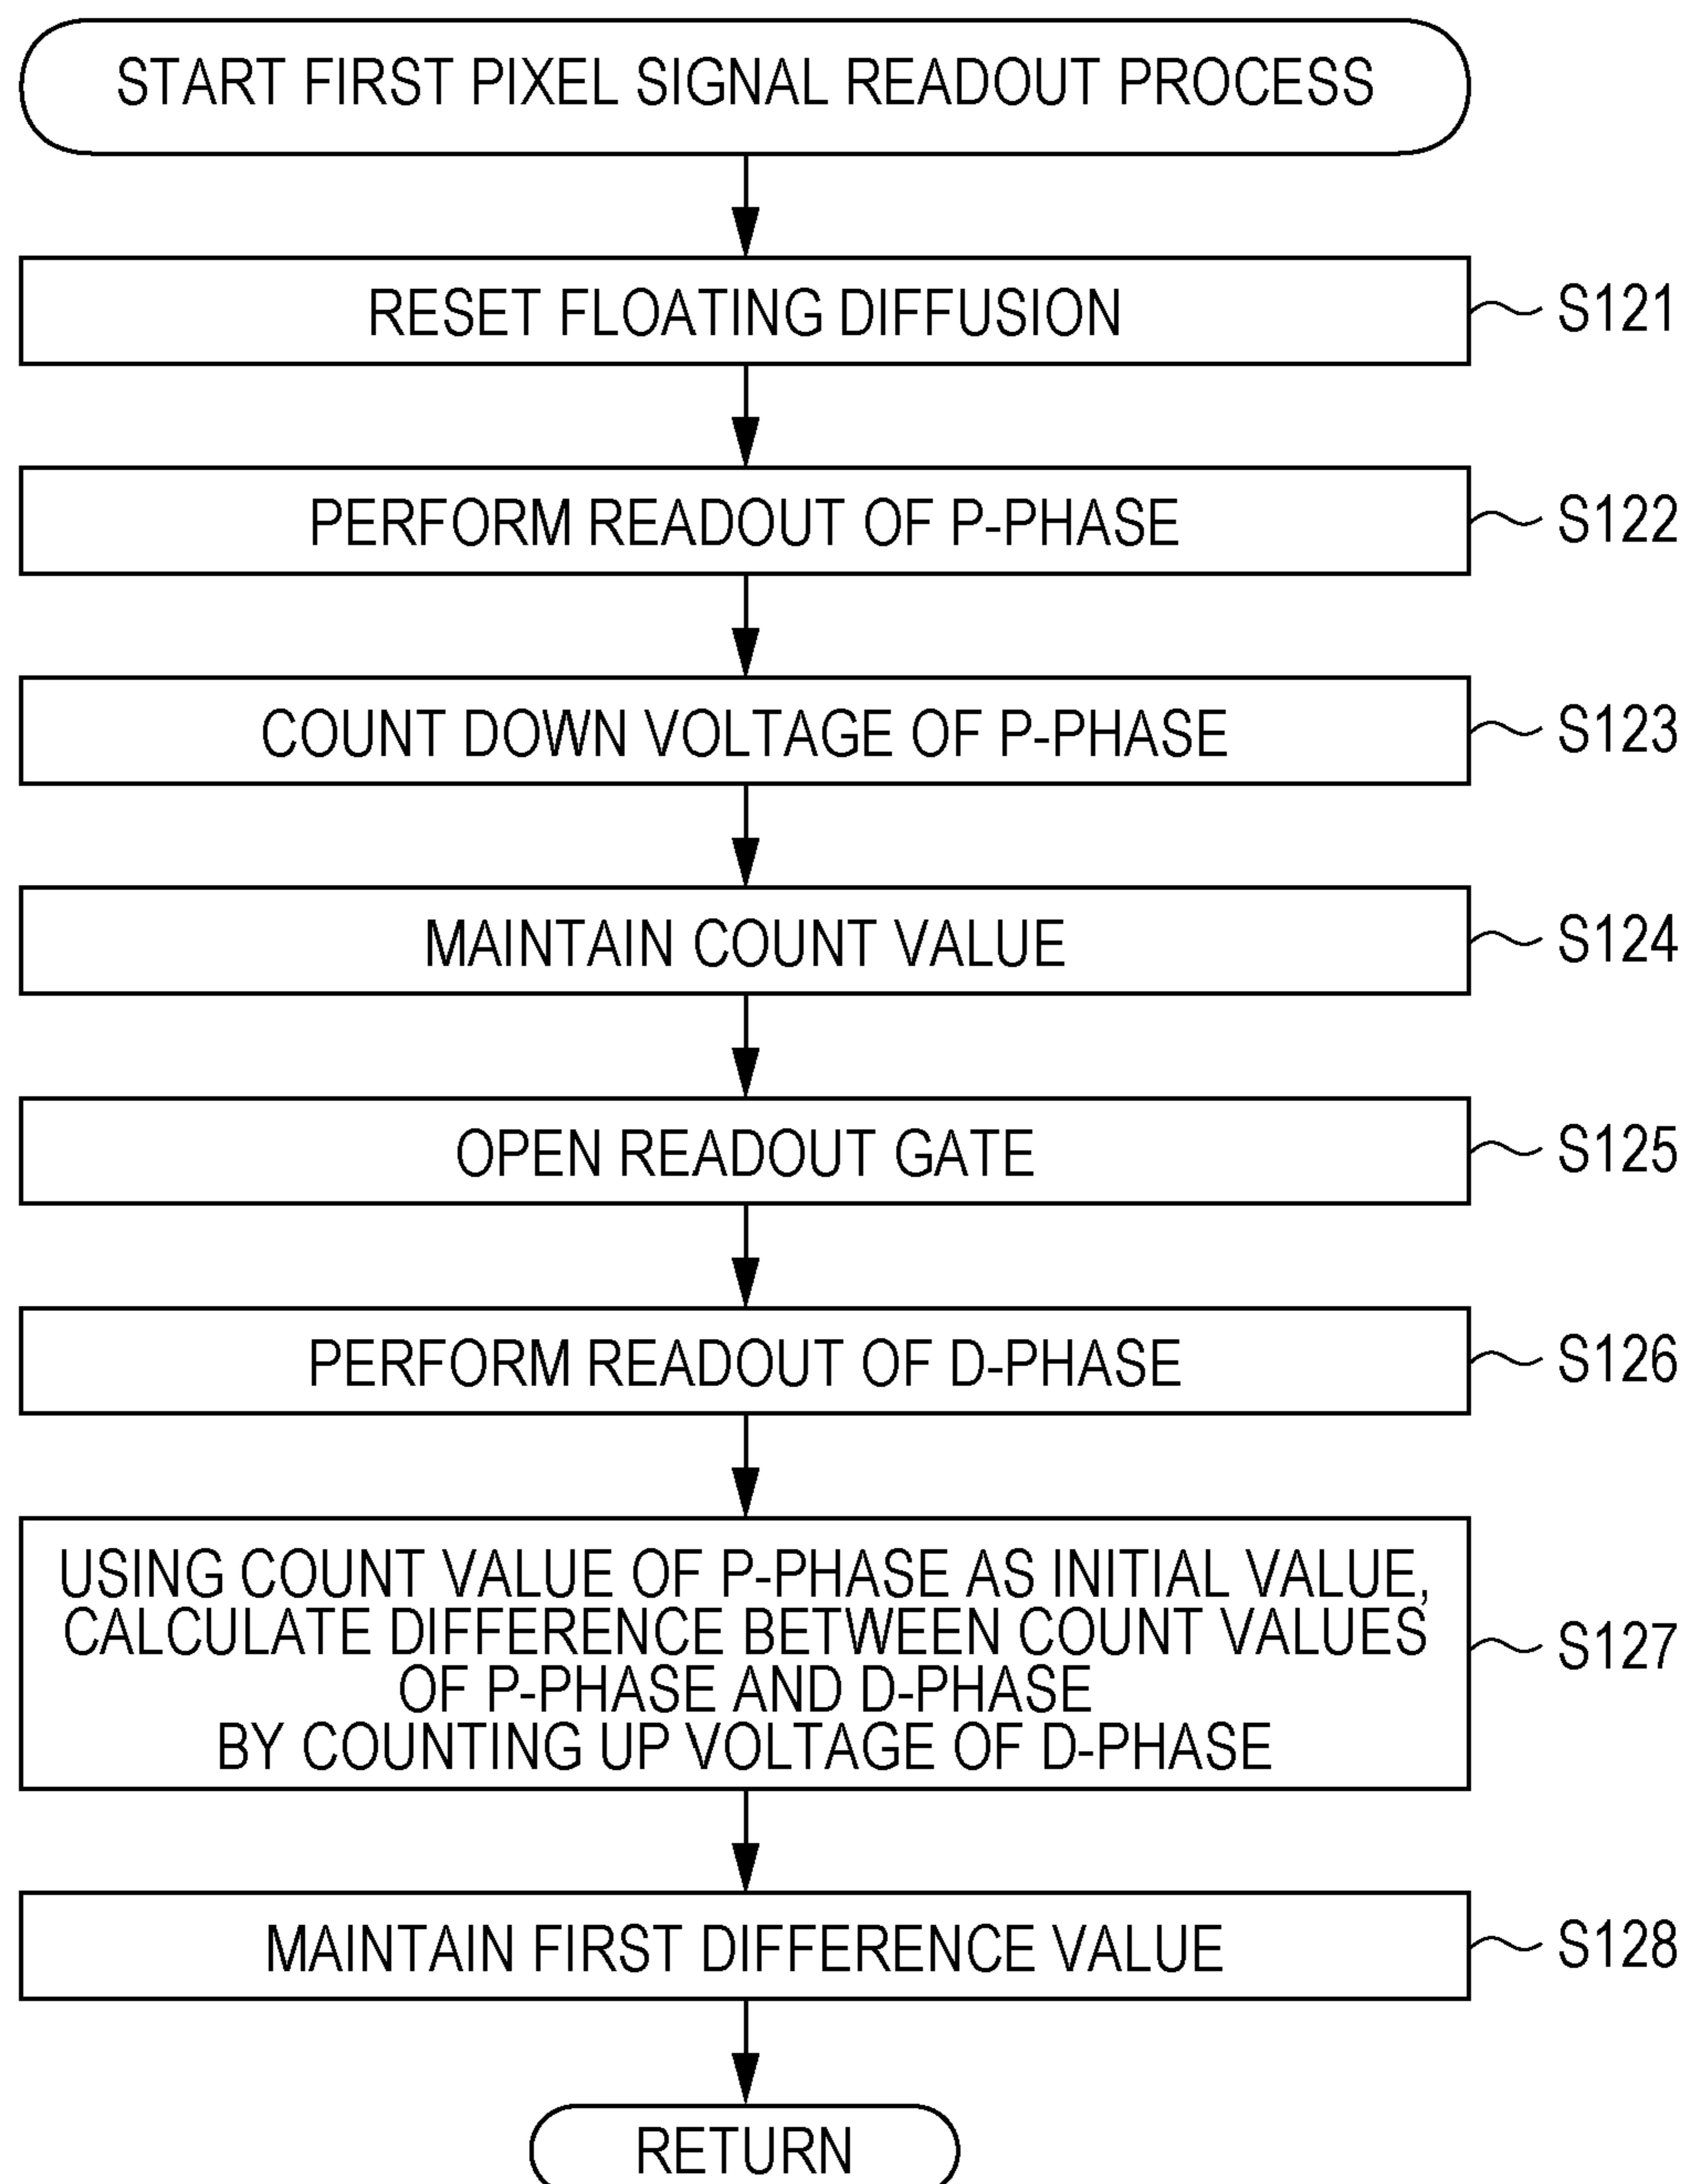 START FIRST PIXEL SIGNAL READOUT PROCESS
RESET FLOATING DIFFUSION
S121
PERFORM READOUT OF P-PHASE
S122
COUNT DOWN VOLTAGE OF P-PHASE
S123
MAINTAIN COUNT VALUE
S124
OPEN READOUT GATE
S125
PERFORM READOUT OF D-PHASE
S126
USING COUNT VALUE OF P-PHASE AS INITIAL VALUE,
CALCULATE DIFFERENCE BETWEEN COUNT VALUES
OF P-PHASE AND D-PHASE
BY COUNTING UP VOLTAGE OF D-PHASE
S127
MAINTAIN FIRST DIFFERENCE VALUE
S128
RETURN